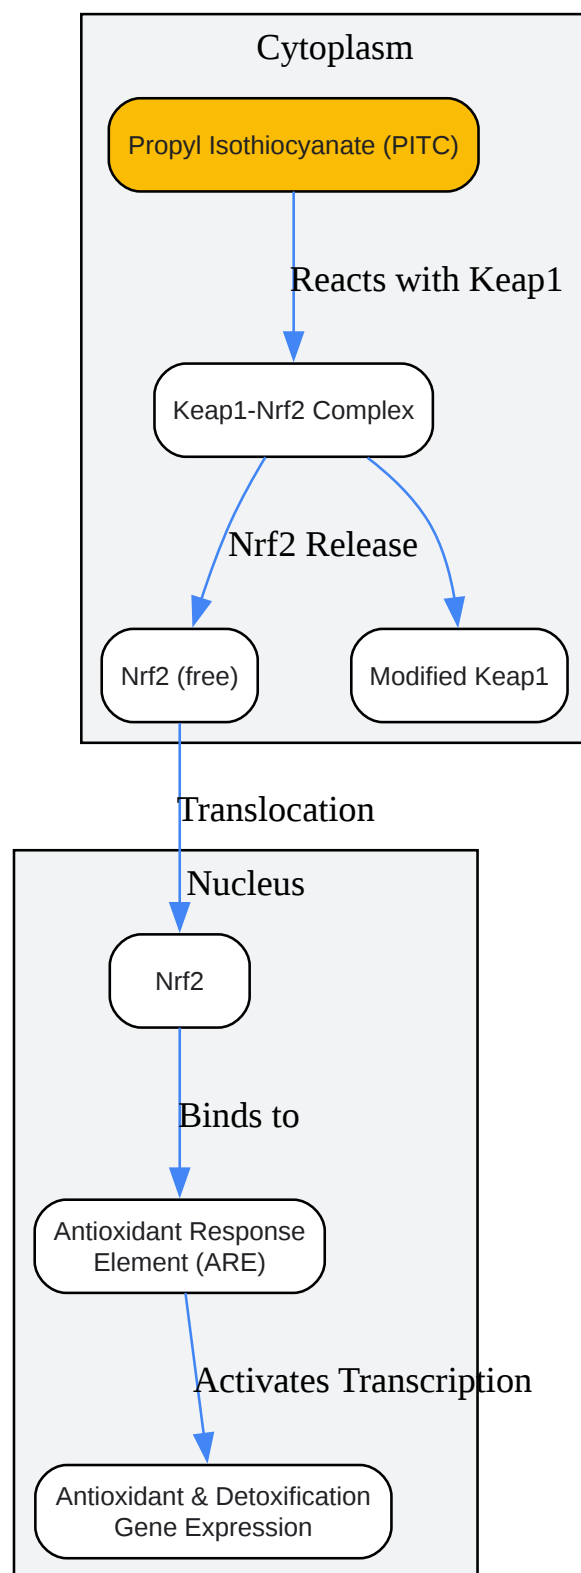 Cytoplasm
Propyl Isothiocyanate (PITC)
Reacts with Keap1
Keap1-Nrf2 Complex
Nrf2 Release
Nrf2 (free)
Modified Keap1
Translocation
Nucleus
Nrf2
Binds to
Antioxidant Response
Element (ARE)
Activates Transcription
Antioxidant & Detoxification
Gene Expression